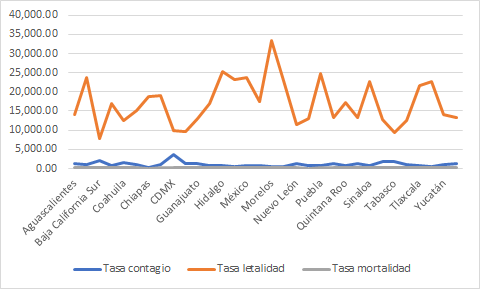 40,000.00
35,000.00
30,000.00
25,000.00
20,000.00
15,000.00
10,000.00
5,000.00
0.00
Aguascalientes
Baja California Sur
Coahuila
Chiapas
CDMX
Guanajuato
Hidalgo
México
Morelos
Nuevo León
Puebla
Quintana Roo
Sinaloa
Tabasco
Tlaxcala
Yucatán
Tasa contagio Tasa letalidad Tasa mortalidad